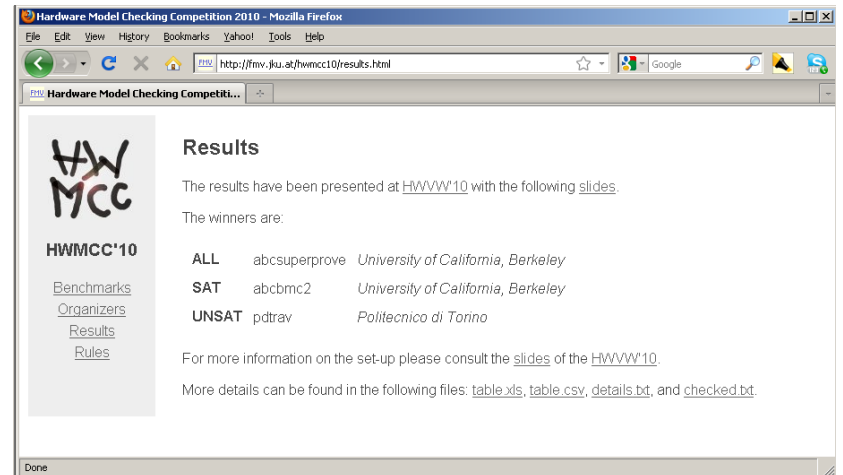 Hardware Model Checking Competition 2010 - Mozilla Firefox
File Edit View History Bookmarks Yahoo! Tools Help
http://fmv.jku.at/hwmcc10/results.html
Google
FMV Hardware Model Checking Competiti...
HW
MCC
HWMCC'10
Benchmarks
Organizers
Results
Rules
Results
The results have been presented at HWVW'10 with the following slides.
The winners are:
ALL abcsuperprove University of California, Berkeley
SAT abcbmc2 University of California, Berkeley
UNSAT pdtrav Politecnico di Torino
For more information on the set-up please consult the slides of the HWVW'10.
More details can be found in the following files: table.xls, table.csv, details.txt, and checked.txt.
Done